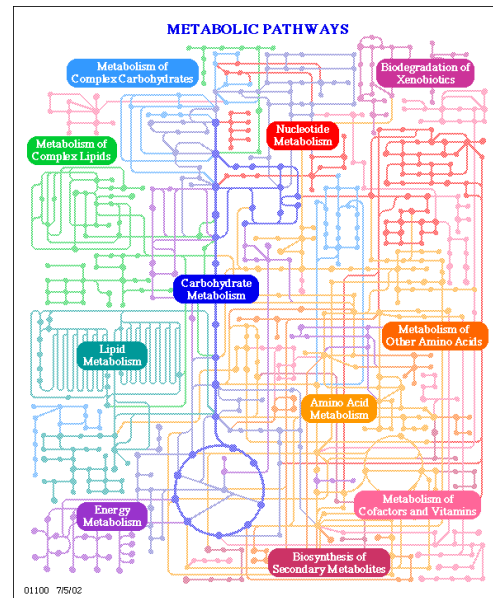 METABOLIC PATHWAYS
Metabolism of
Complex Carbohydrates
Biodegradation of
Xenobiotics
Nucleotide
Metabolism
Metabolism of
Complex Lipids
Carbohydrate
Metabolism
Metabolism of
Other Amino Acids
Lipid
Metabolism
Amino Acid
Metabolism
Metabolism of
Cofactors and Vitamins
Energy
Metabolism
Biosynthesis of
Secondary Metabolites
01100 7/5/02